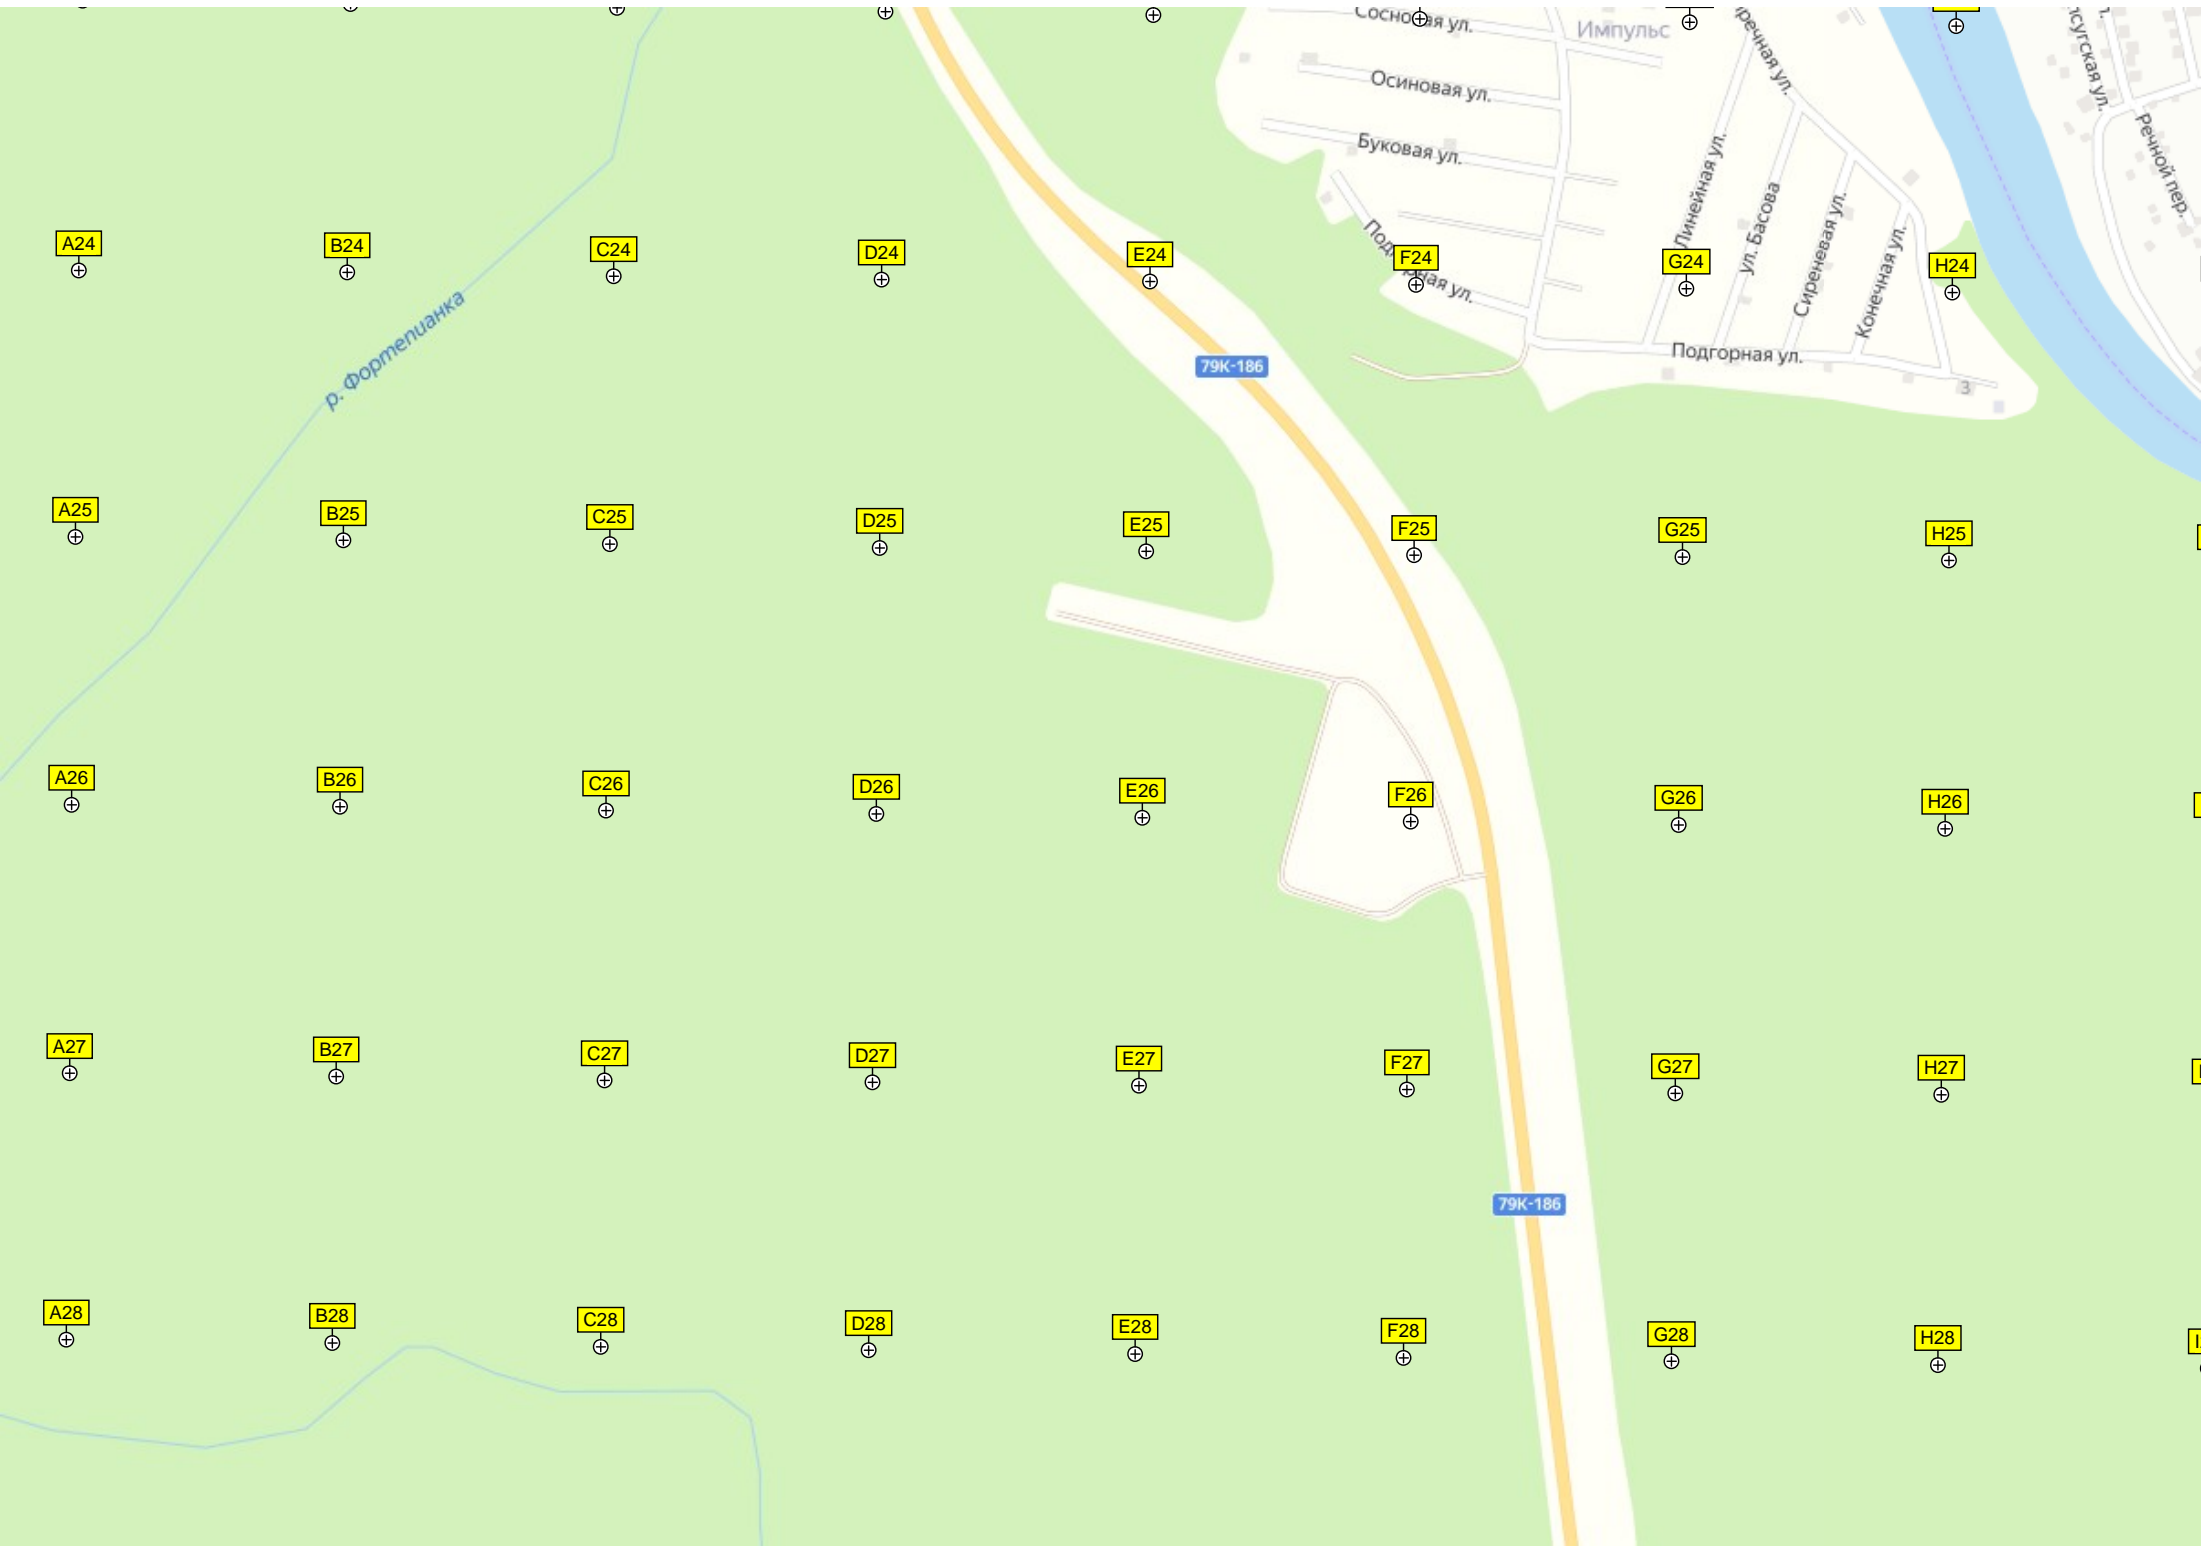 Сосновая ул.
Импульс
Осиновая ул.
Буковая ул.
Линейная ул.
ул. Басова
Сиреневая ул.
Конечная ул.
Речной пер.
A24
B24
C24
D24
E24
F24
G24
H24
Подгорная ул.
р. Фортепианка
79К-186
Подгорная ул.
3
A25
B25
C25
D25
E25
F25
G25
H25
A26
B26
C26
D26
E26
F26
G26
H26
A27
B27
C27
D27
E27
F27
G27
H27
79К-186
A28
B28
C28
D28
E28
F28
G28
H28